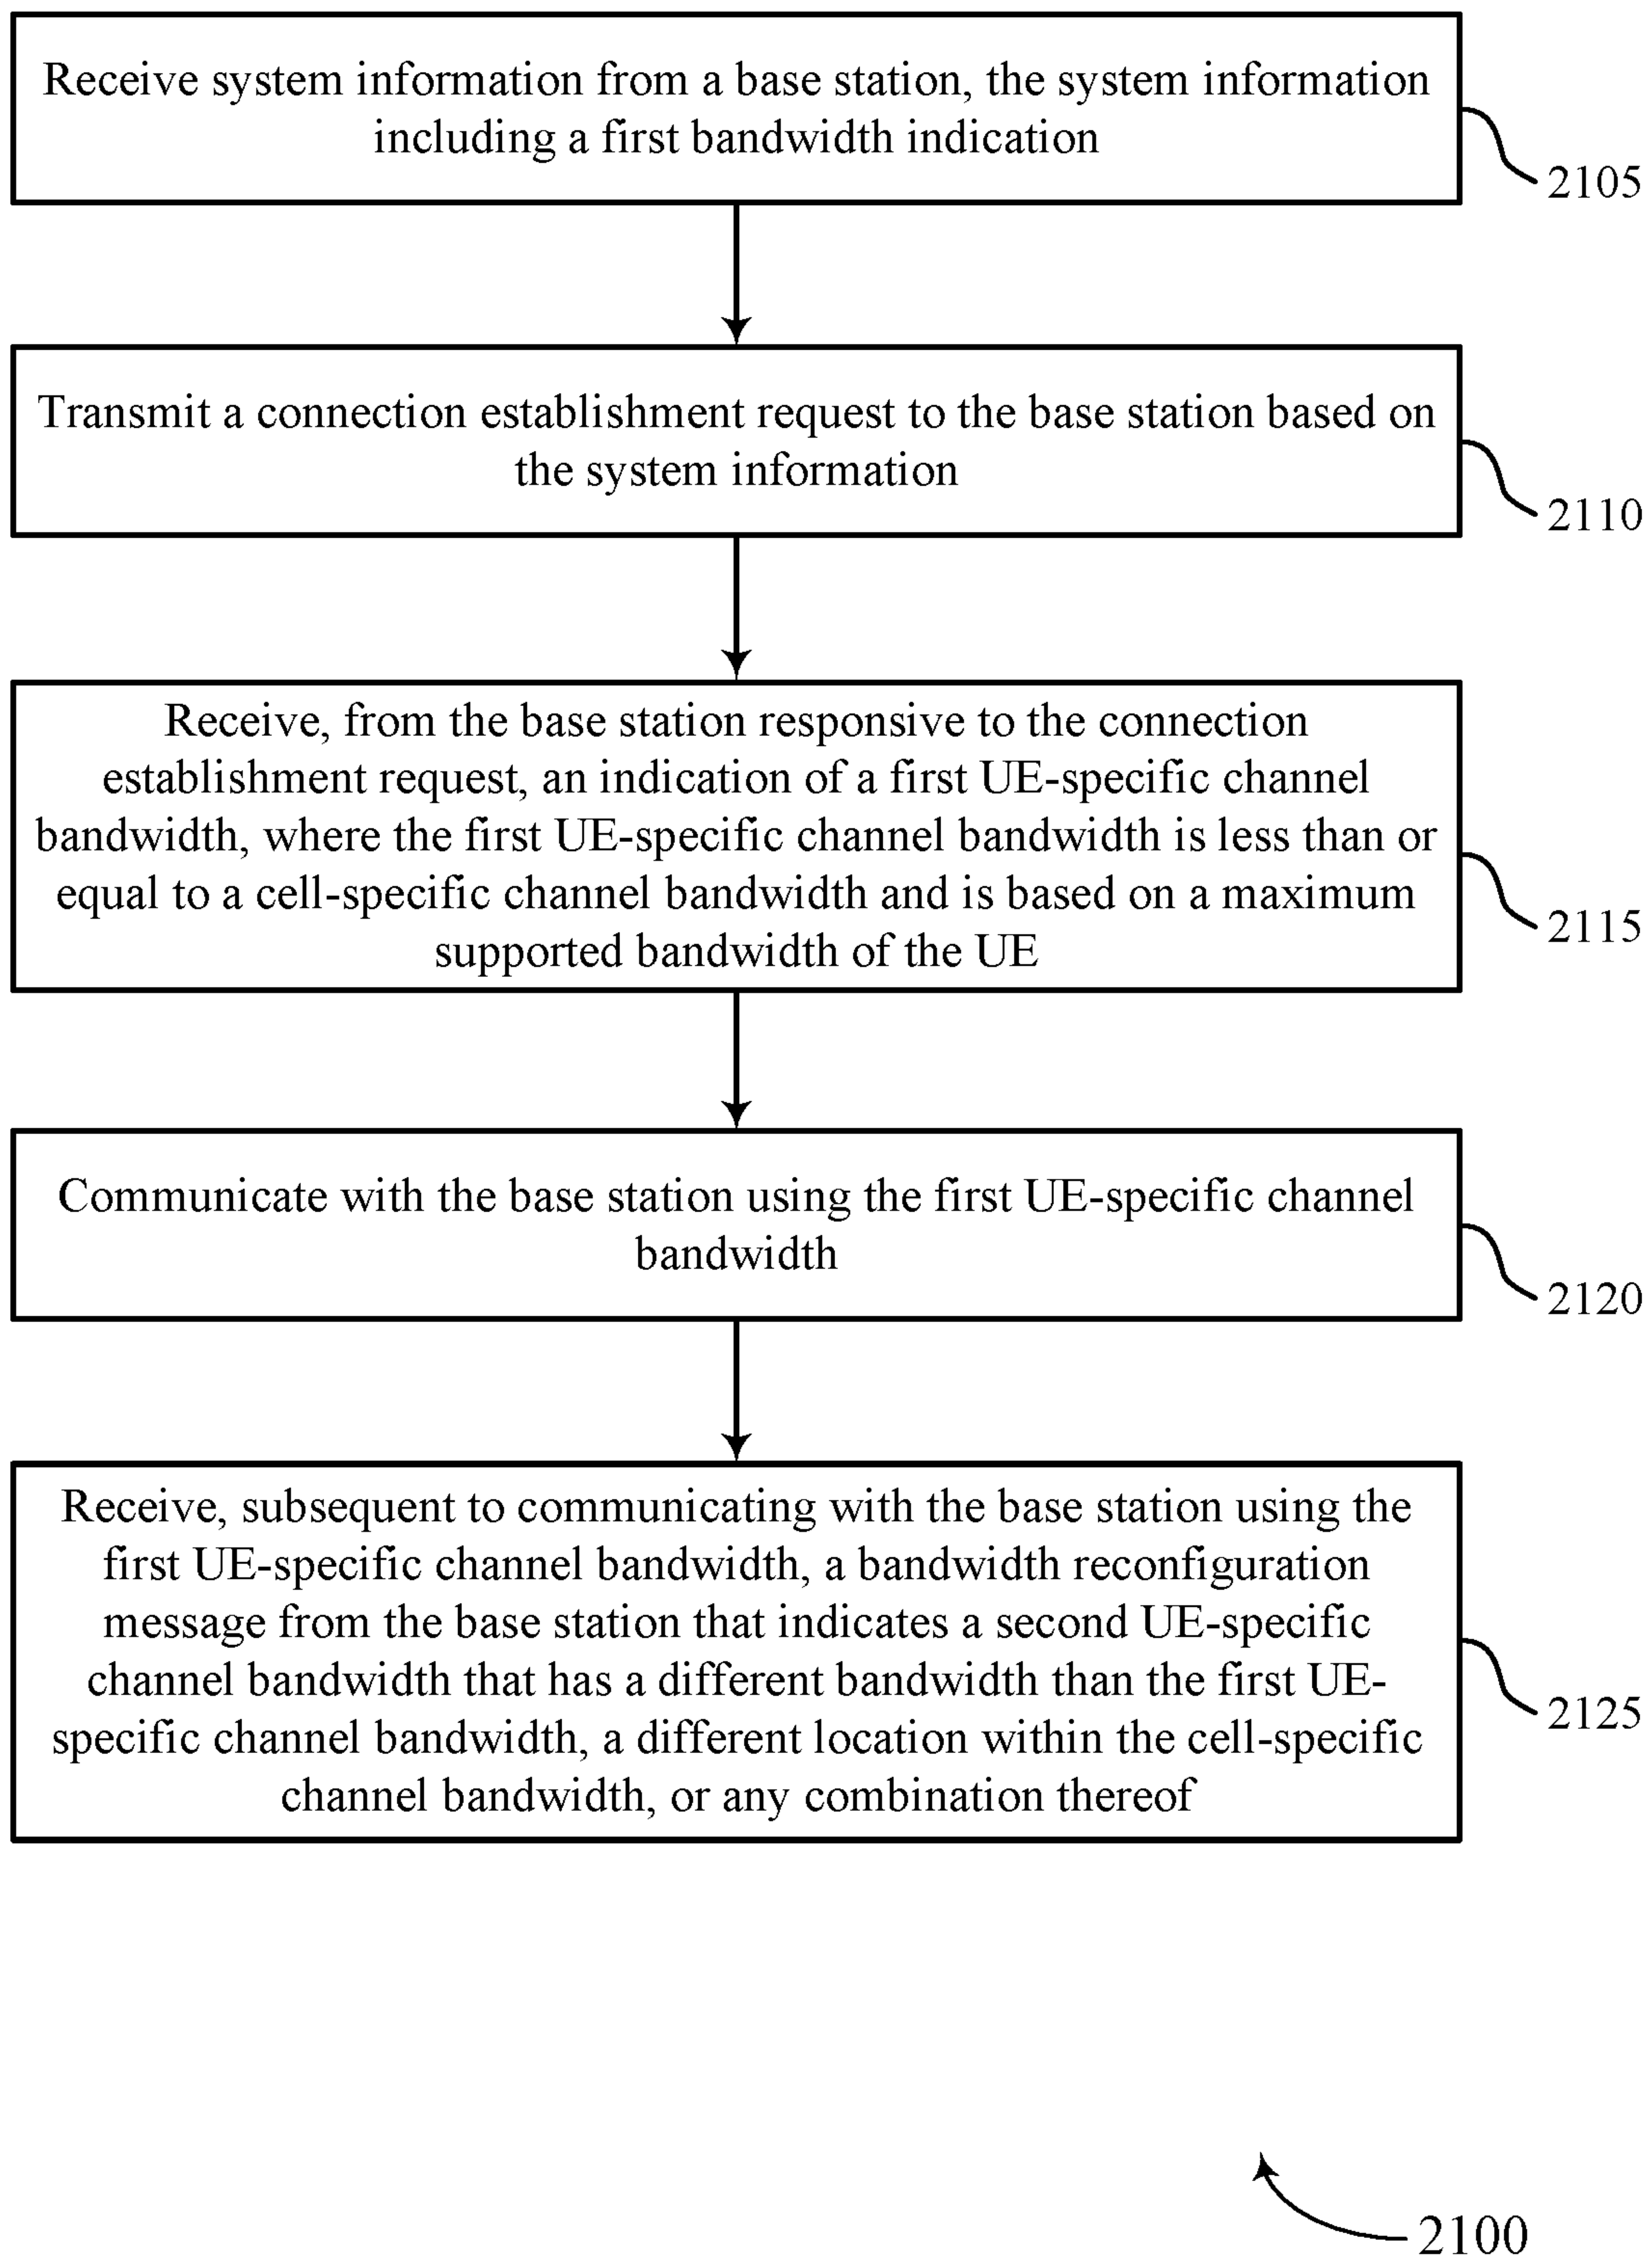 Receive system information from a base station, the system information
including a first bandwidth indication
2105
Transmit a connection establishment request to the base station based on
the system information
2110
Receive, from the base station responsive to the connection
establishment request, an indication of a first UE-specific channel
bandwidth, where the first UE-specific channel bandwidth is less than or
equal to a cell-specific channel bandwidth and is based on a maximum
supported bandwidth of the UE
2115
Communicate with the base station using the first UE-specific channel
bandwidth
2120
Receive, subsequent to communicating with the base station using the
first UE-specific channel bandwidth, a bandwidth reconfiguration
message from the base station that indicates a second UE-specific
channel bandwidth that has a different bandwidth than the first UE-
specific channel bandwidth, a different location within the cell-specific
channel bandwidth, or any combination thereof
2125
2100